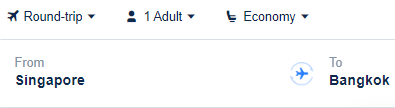 Round-trip 1 Adult Economy
From To
Singapore Bangkok